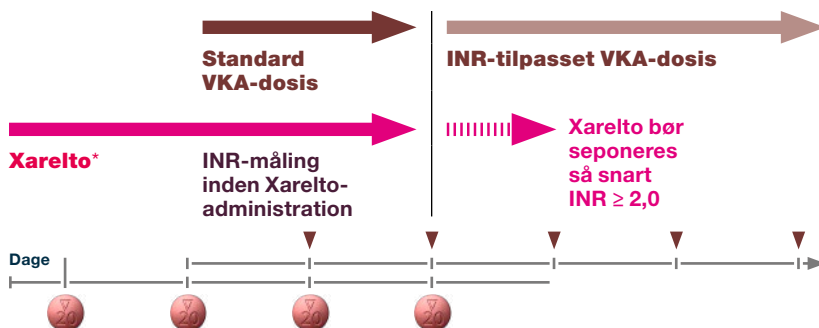 Standard
VKA-dosis
INR-tilpasset VKA-dosis
Xarelto*
INR-måling
inden Xarelto-
administration
Xarelto bør
seponeres
så snart
INR ≥ 2,0
Dage
20
20
20
20